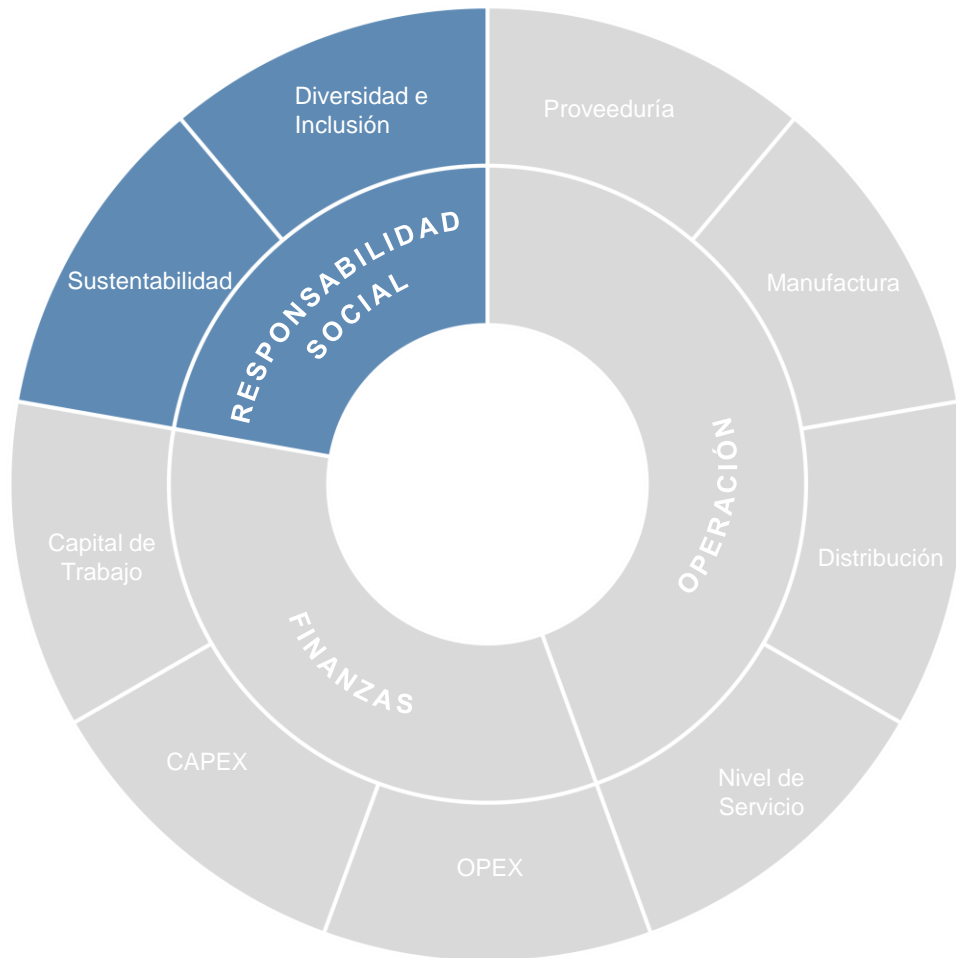 Diversidad e
Inclusión
Proveeduría
Sustentabilidad
RESPONSABILIDAD
SOCIAL
Manufactura
OPERACIÓN
Capital de
Trabajo
Distribución
FINANZAS
CAPEX
Nivel de
Servicio
OPEX